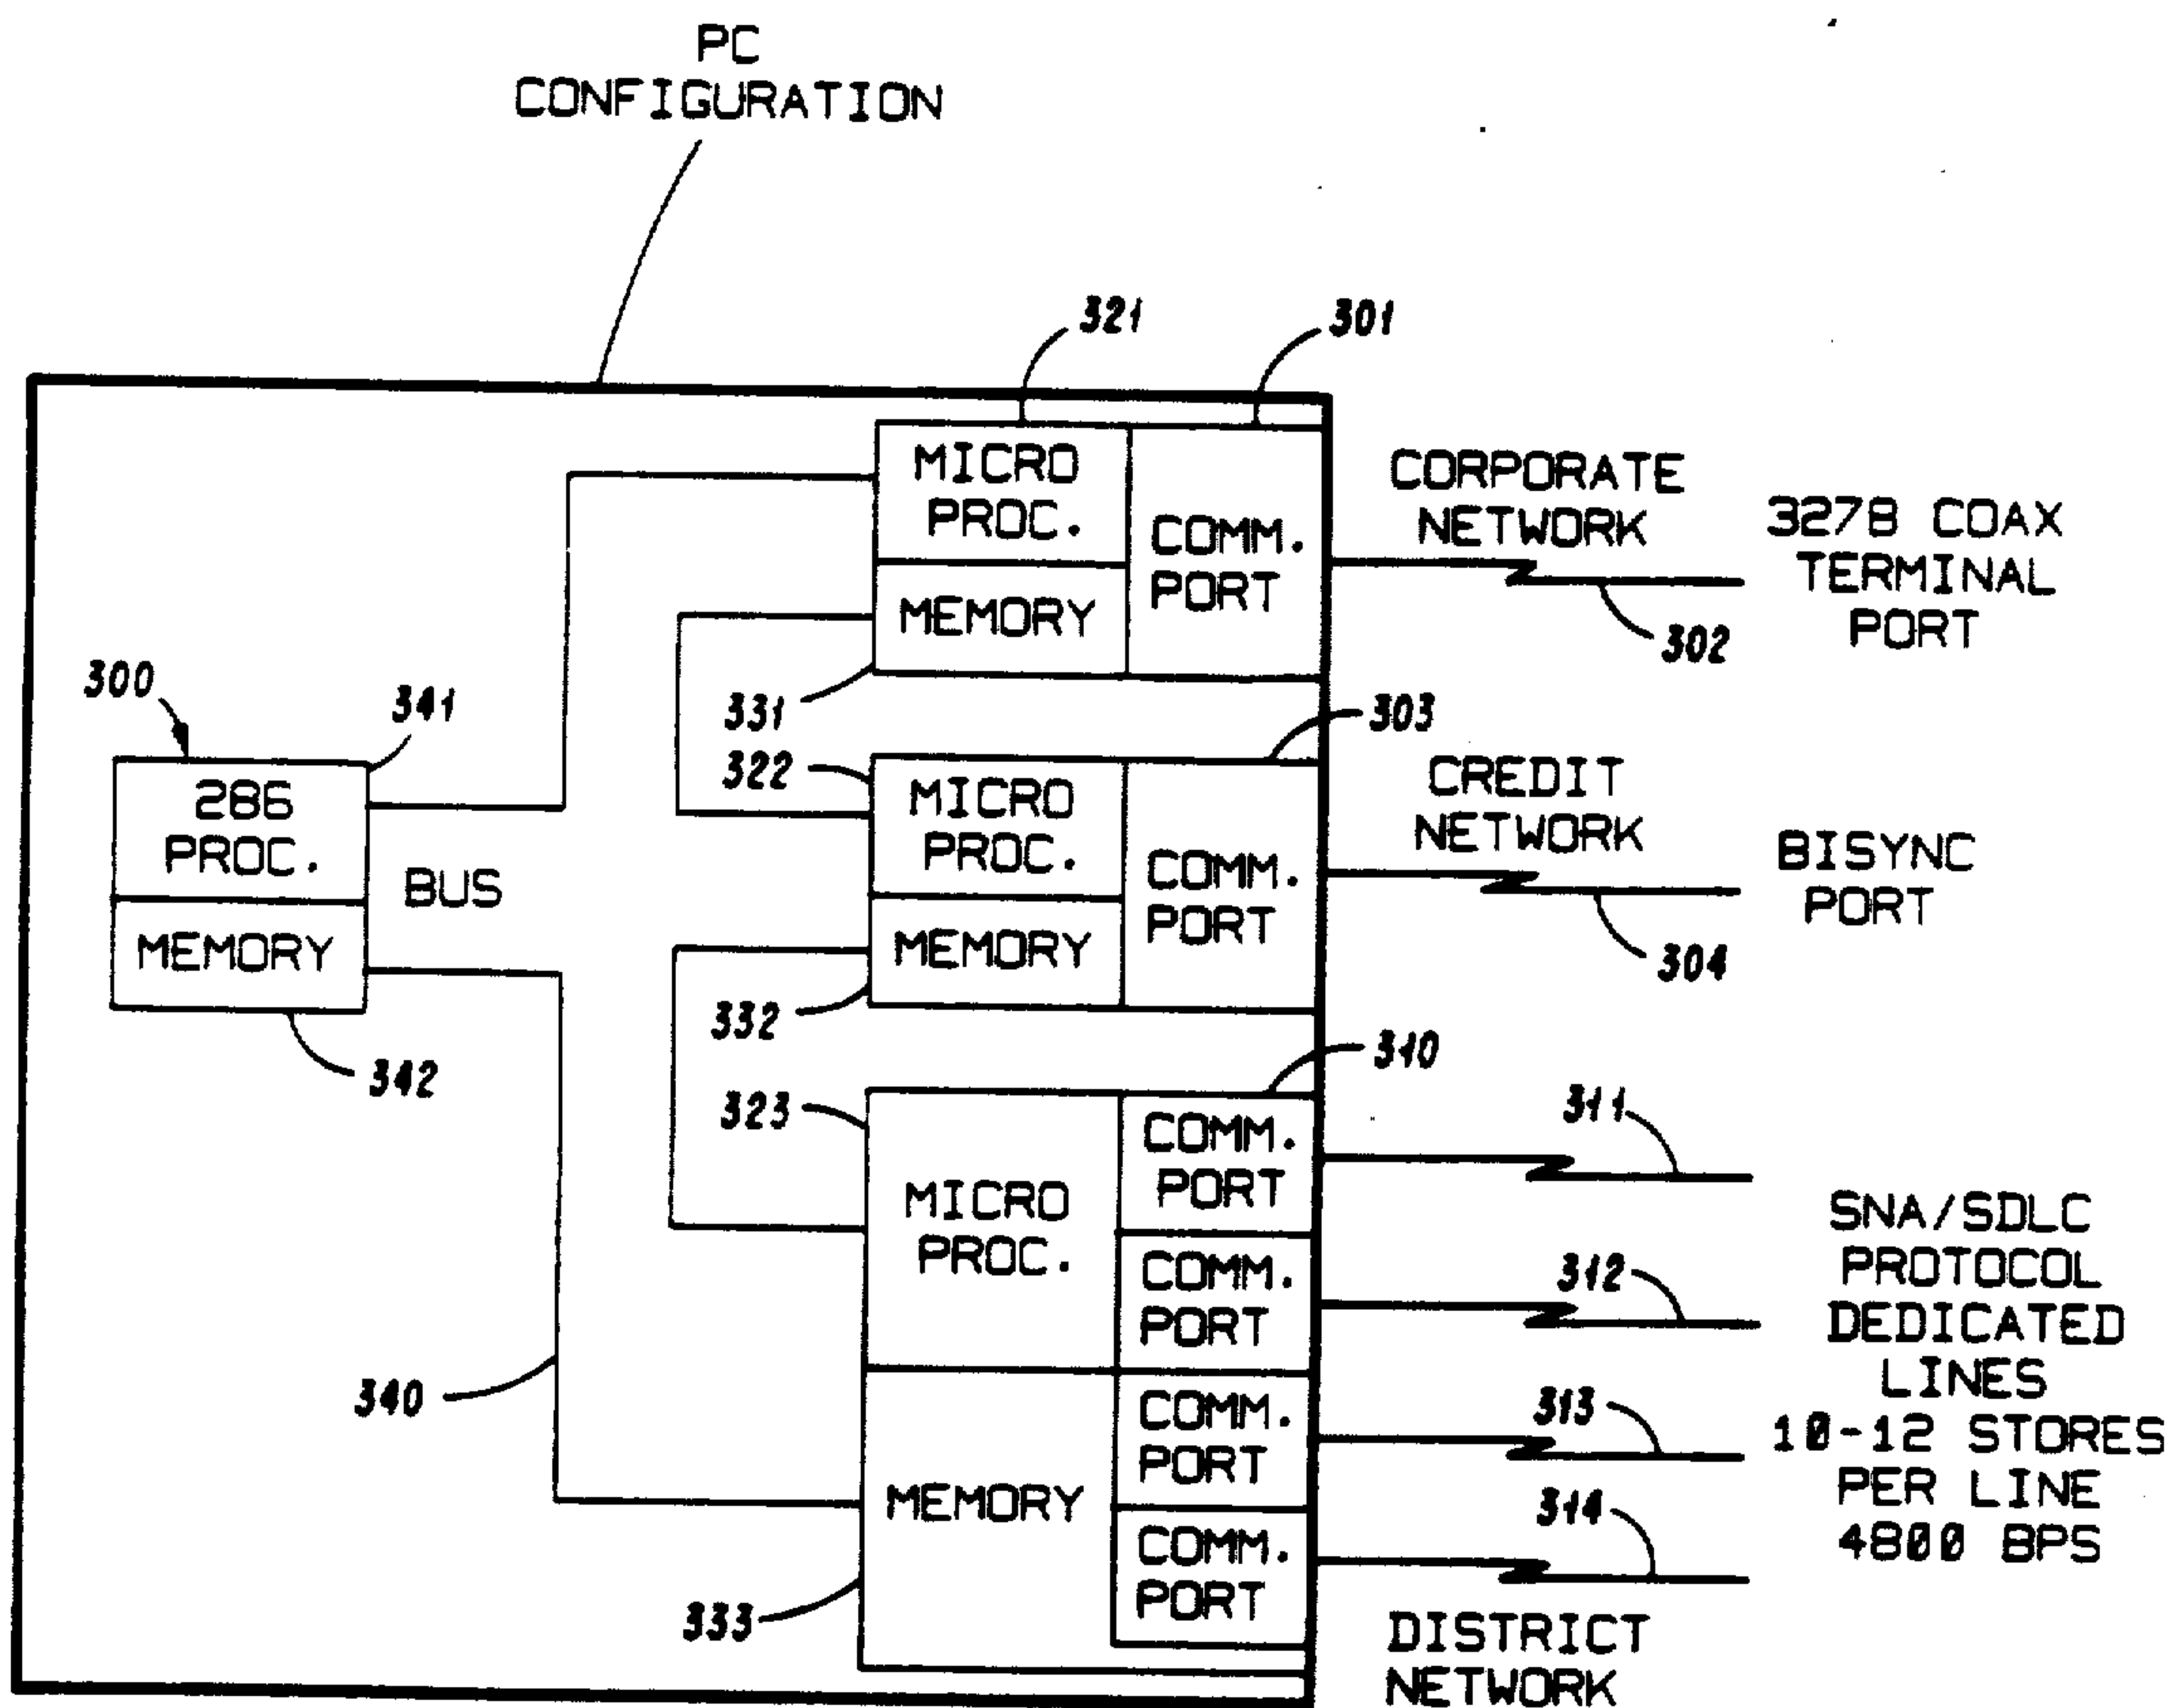 PC
CONFIGURATION
321
301
MICRO
PROC.
MEMORY
COMM.
PORT
CORPORATE
NETWORK
3278 COAX
TERMINAL
PORT
302
331
300
341
286
PROC.
MEMORY
BUS
342
303
322
MICRO
PROC.
MEMORY
COMM.
PORT
CREDIT
NETWORK
BISYNC
PORT
304
332
310
323
MICRO
PROC.
MEMORY
COMM.
PORT
COMM.
PORT
COMM.
PORT
COMM.
PORT
311
312
313
314
SNA/SDLC
PROTOCOL
DEDICATED
LINES
10-12 STORES
PER LINE
4800 BPS
340
333
DISTRICT
NETWORK